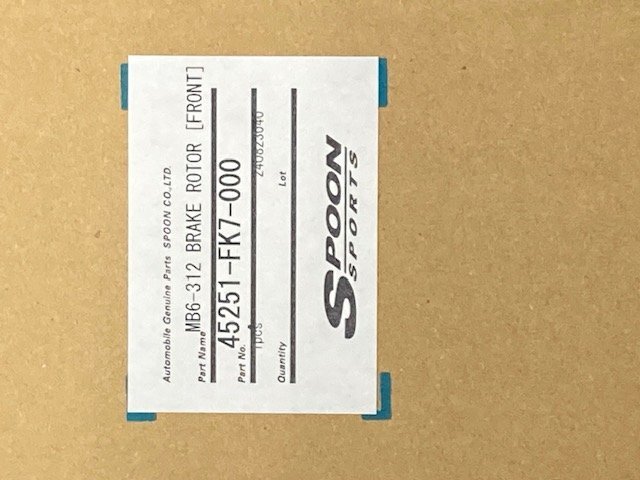 Automobile Genuine Parts SPOON CO.,LTD.
Part Name MB6-312 BRAKE ROTOR [FRONT]
Part No. 45251-FK7-000
Quantity 1pcs Lot 240823040
SPOON
SPORTS